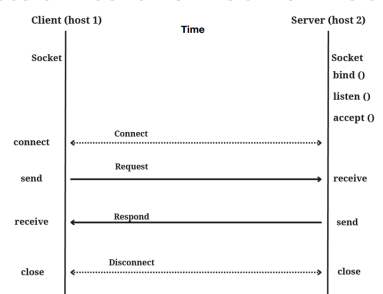 Client (host 1)
Time
Server (host 2)
Socket
Socket
bind ()
listen ()
accept ()
connect
Connect
send
Request
receive
receive
Respond
send
close
Disconnect
close